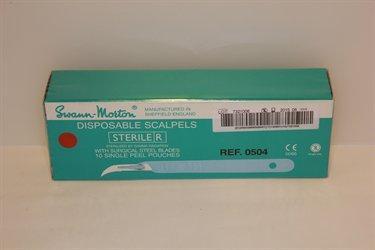 Swann-Morton
MANUFACTURED IN
SHEFFIELD ENGLAND
DISPOSABLE SCALPELS
STERILE R
STERILIZED BY GAMMA RADIATION
WITH SURGICAL STEEL BLADES
10 SINGLE PEEL POUCHES
REF. 0504